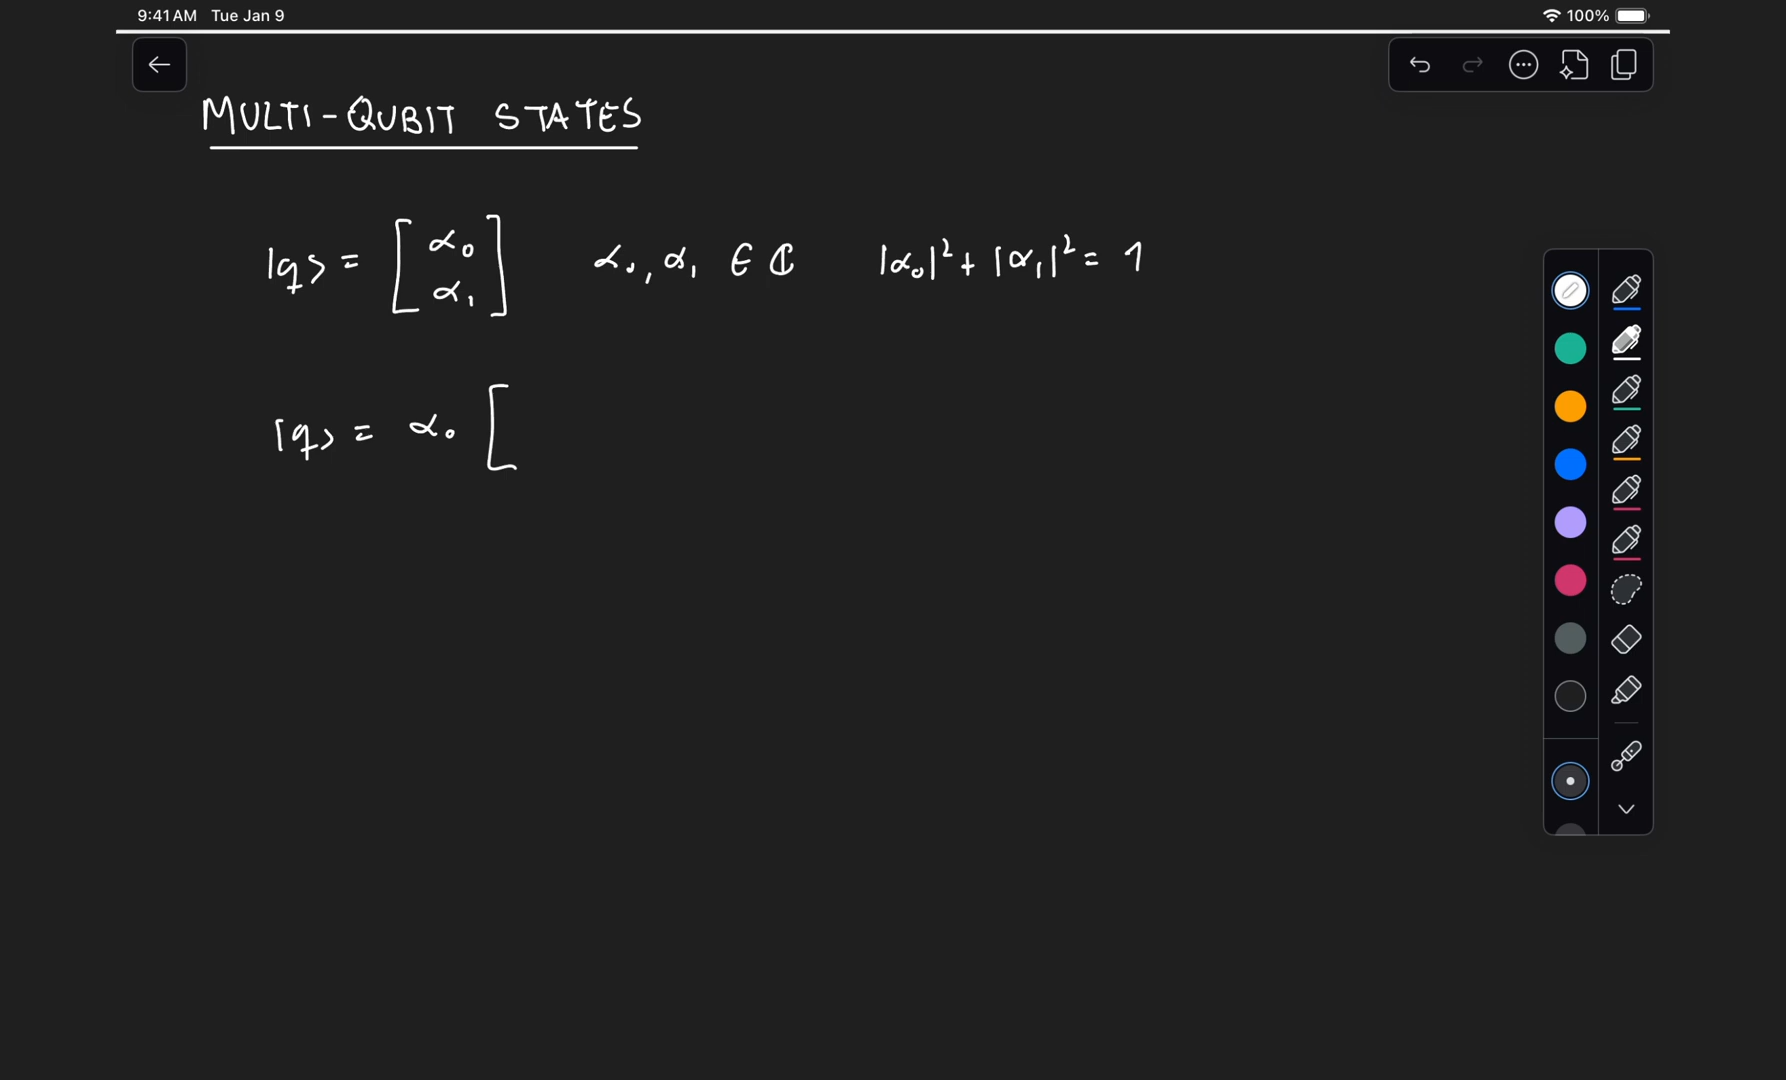 9:41 AM Tue Jan 9 100%
MULTI-QUBIT STATES
|q> = [ α₀ α₁ ] α₀, α₁ ∈ ℂ |α₀|² + |α₁|² = 1
|q> = α₀ [